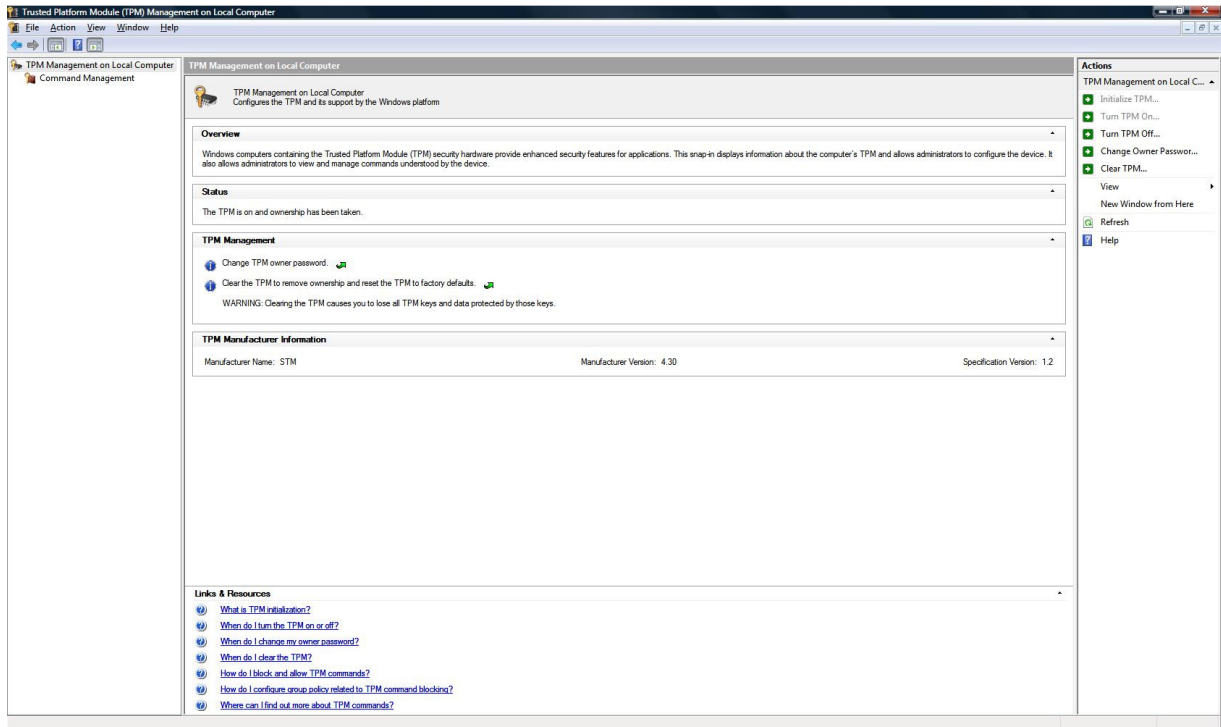 Trusted Platform Module (TPM) Management on Local Computer
File Action View Window Help
TPM Management on Local Computer
Command Management
TPM Management on Local Computer
TPM Management on Local Computer
Configures the TPM and its support by the Windows platform
Overview
Windows computers containing the Trusted Platform Module (TPM) security hardware provide enhanced security features for applications. This snap-in displays information about the computer's TPM and allows administrators to configure the device. It
also allows administrators to view and manage commands understood by the device.
Status
The TPM is on and ownership has been taken.
TPM Management
Change TPM owner password.
Clear the TPM to remove ownership and reset the TPM to factory defaults.
WARNING: Clearing the TPM causes you to lose all TPM keys and data protected by those keys.
TPM Manufacturer Information
Manufacturer Name: STM Manufacturer Version: 4.30 Specification Version: 1.2
Links & Resources
What is TPM initialization?
When do I turn the TPM on or off?
When do I change my owner password?
When do I clear the TPM?
How do I block and allow TPM commands?
How do I configure group policy related to TPM command blocking?
Where can I find out more about TPM commands?
Actions
TPM Management on Local C...
Initialize TPM...
Turn TPM On...
Turn TPM Off...
Change Owner Passwor...
Clear TPM...
View
New Window from Here
Refresh
Help